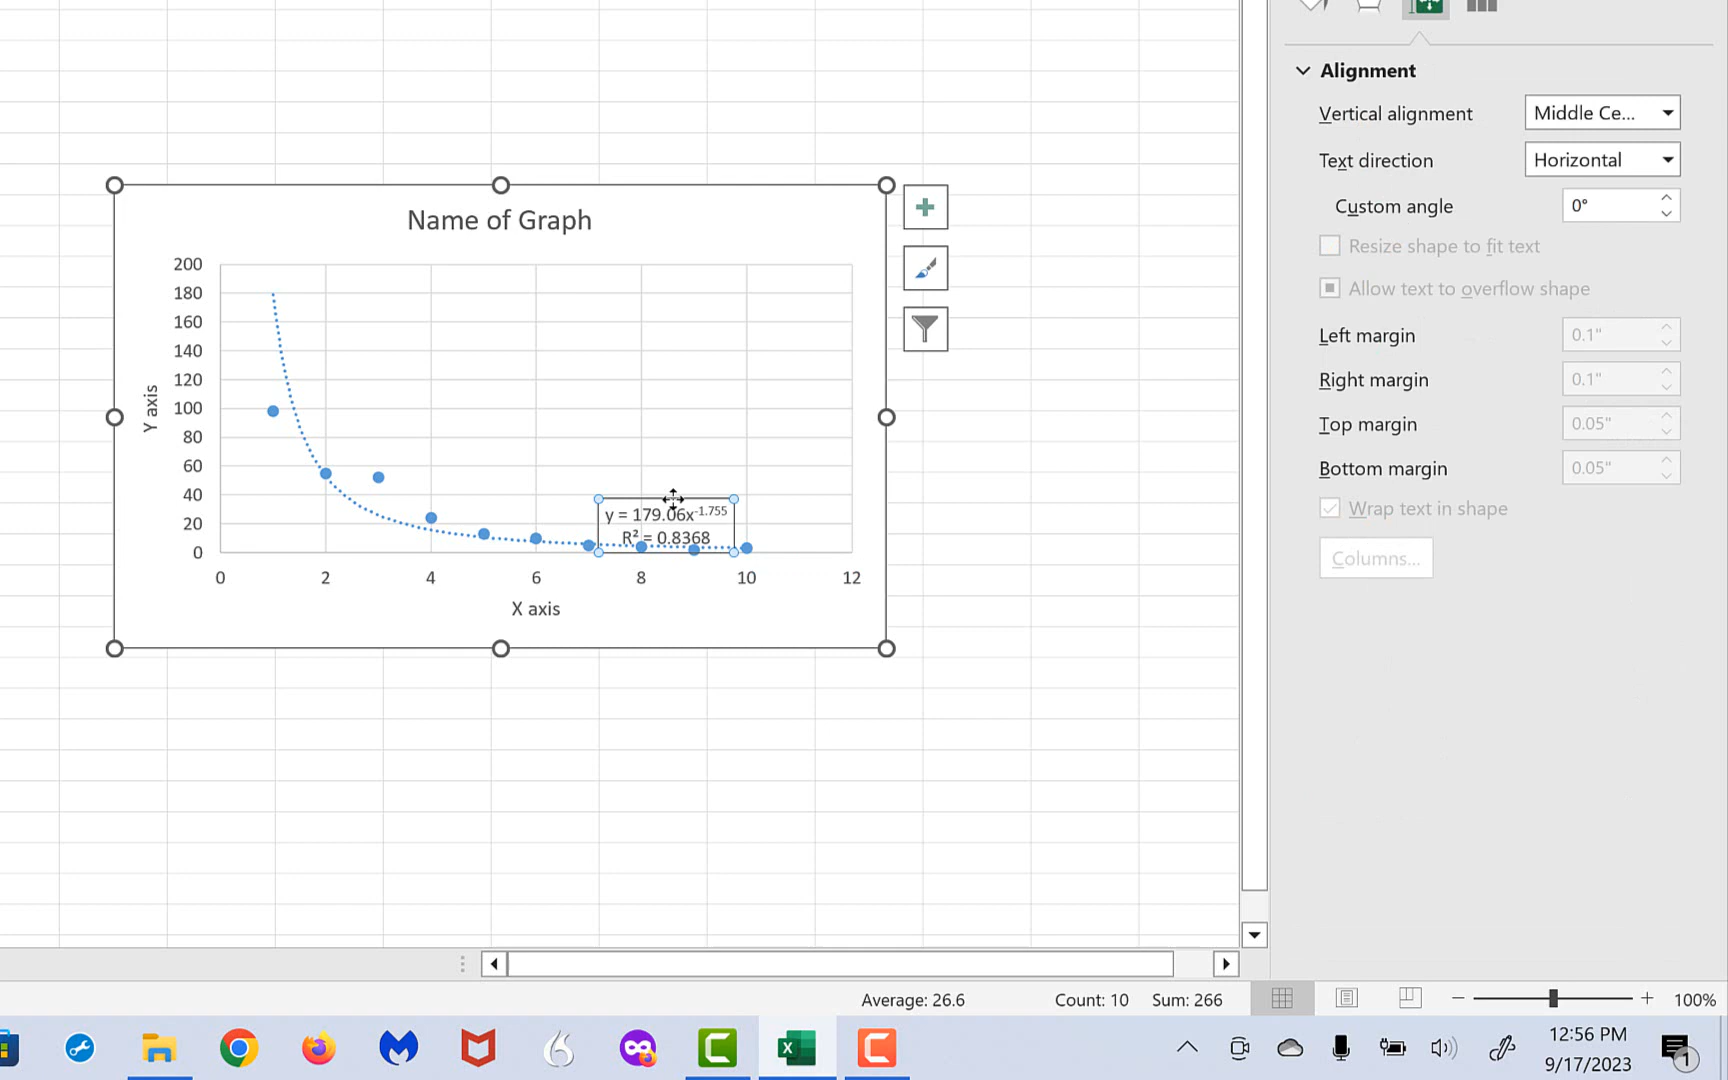 Name of Graph
200
180
160
140
120
100
80
60
40
20
0
Y axis
y = 179.06x^-1.755
R² = 0.8368
0 2 4 6 8 10 12
X axis
Alignment
Vertical alignment Middle Ce...
Text direction Horizontal
Custom angle 0°
Resize shape to fit text
Allow text to overflow shape
Left margin 0.1"
Right margin 0.1"
Top margin 0.05"
Bottom margin 0.05"
Wrap text in shape
Columns...
Average: 26.6 Count: 10 Sum: 266 100%
12:56 PM
9/17/2023
1